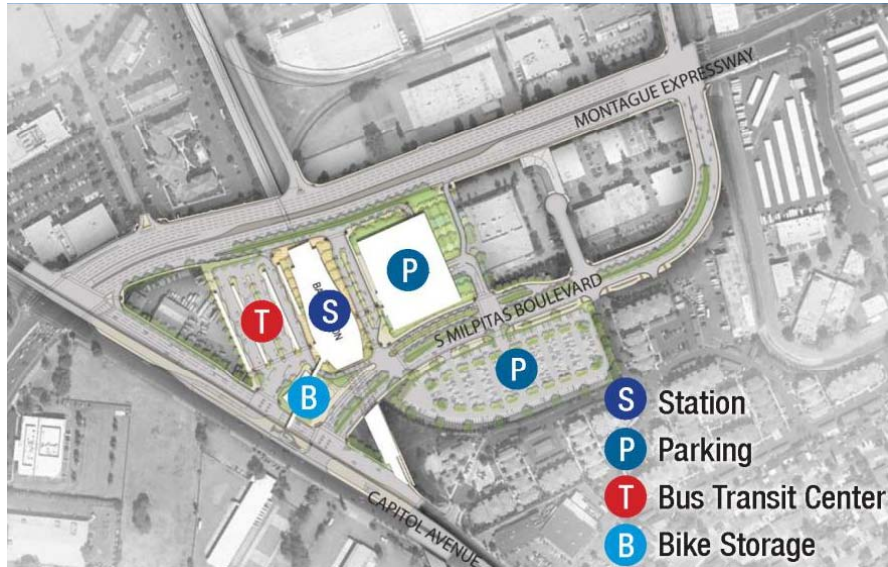 MONTAGUE EXPRESSWAY
P
T
S
S MILPITAS BOULEVARD
P
B
CAPITOL AVENUE
S Station
P Parking
T Bus Transit Center
B Bike Storage